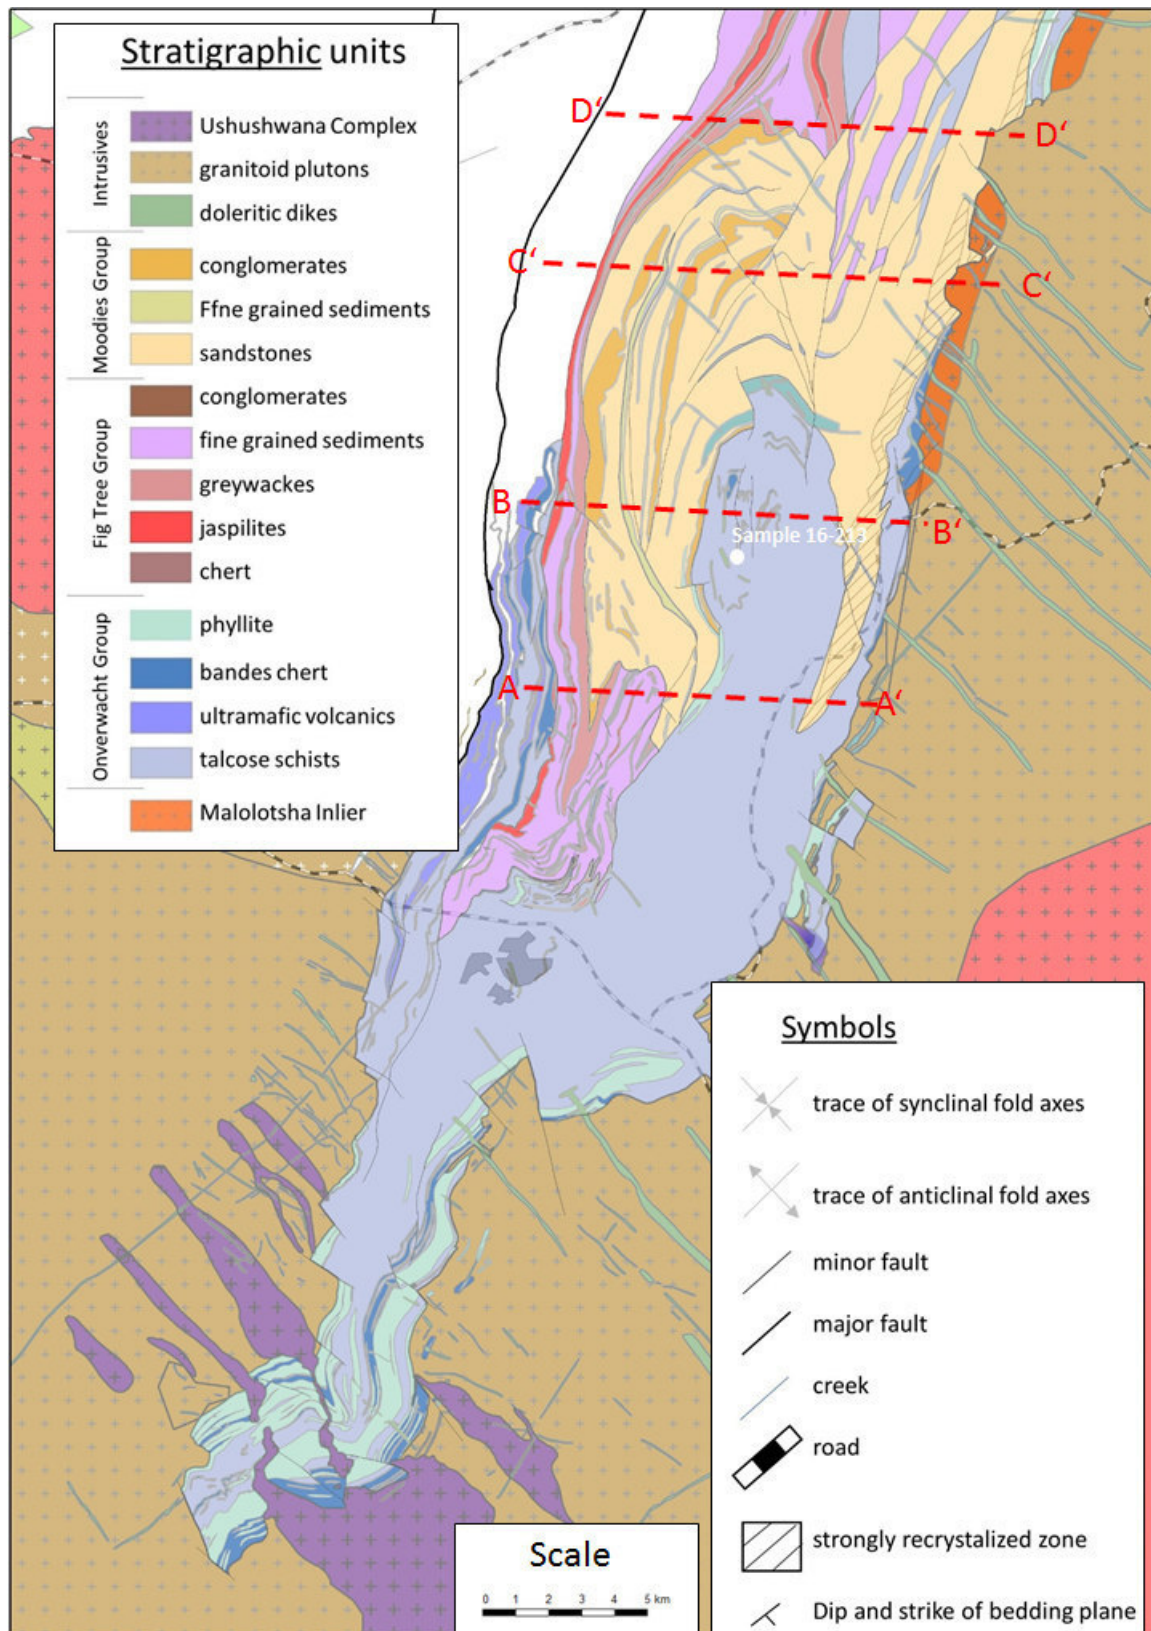 Stratigraphic units
Intrusives
Ushushwana Complex
granitoid plutons
doleritic dikes
Moodies Group
conglomerates
Ffne grained sediments
sandstones
Fig Tree Group
conglomerates
fine grained sediments
greywackes
jaspilites
chert
Onverwacht Group
phyllite
bandes chert
ultramafic volcanics
talcose schists
Malolotsha Inlier
D‘ D‘
C‘ C‘
B B‘
Sample 16-213
A A‘
Symbols
trace of synclinal fold axes
trace of anticlinal fold axes
minor fault
major fault
creek
road
strongly recrystalized zone
Dip and strike of bedding plane
Scale
0 1 2 3 4 5 km